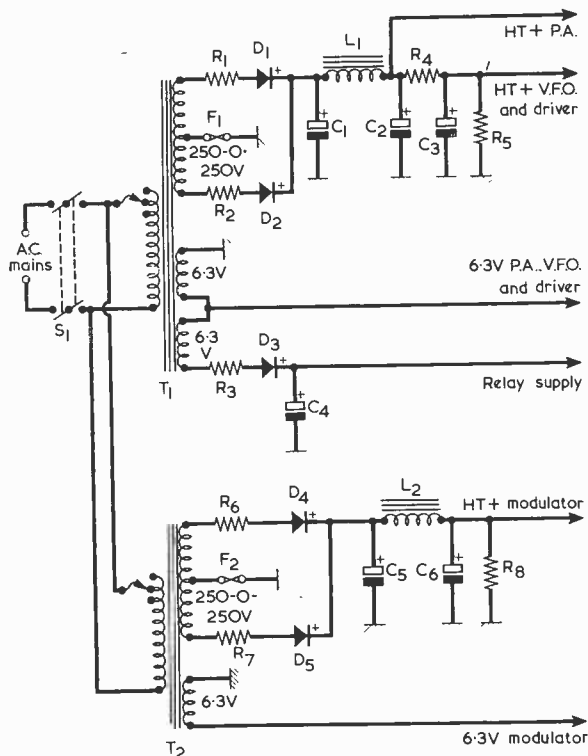 R1
D1
L1
HT+ P.A.
R4
HT+ V.F.O.
and driver
F1
C1
C2
C3
R5
250-0-
250V
R2
D2
A.C.
mains
S1
6·3V
6·3V P.A..V.F.O.
and driver
6·3
V
D3
R3
Relay supply
T1
C4
R6
D4
L2
HT+ modulator
F2
C5
C6
R8
250-0-
250V
R7
D5
6·3V
T2
6·3V modulator